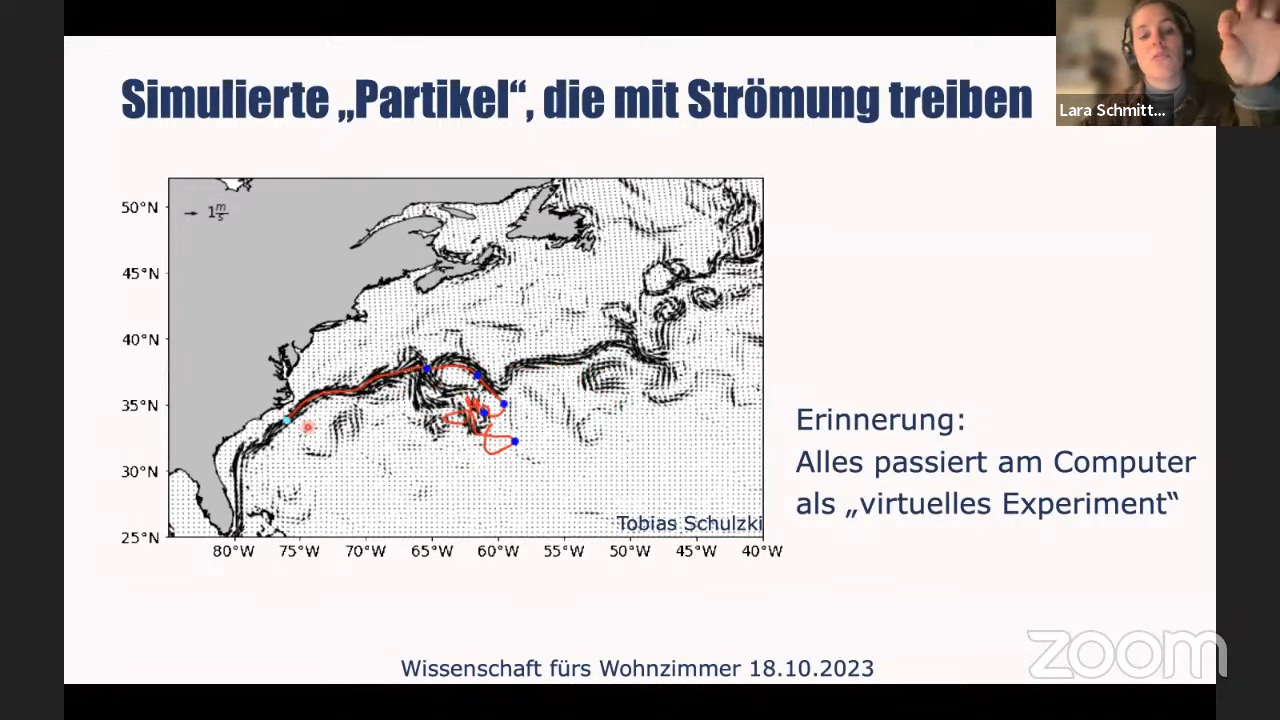 Simulierte „Partikel“, die mit Strömung treiben
Lara Schmitt...
50°N
1 m/s
45°N
40°N
35°N
30°N
25°N
Tobias Schulzki
80°W 75°W 70°W 65°W 60°W 55°W 50°W 45°W 40°W
Erinnerung:
Alles passiert am Computer
als „virtuelles Experiment“
Wissenschaft fürs Wohnzimmer 18.10.2023
zoom